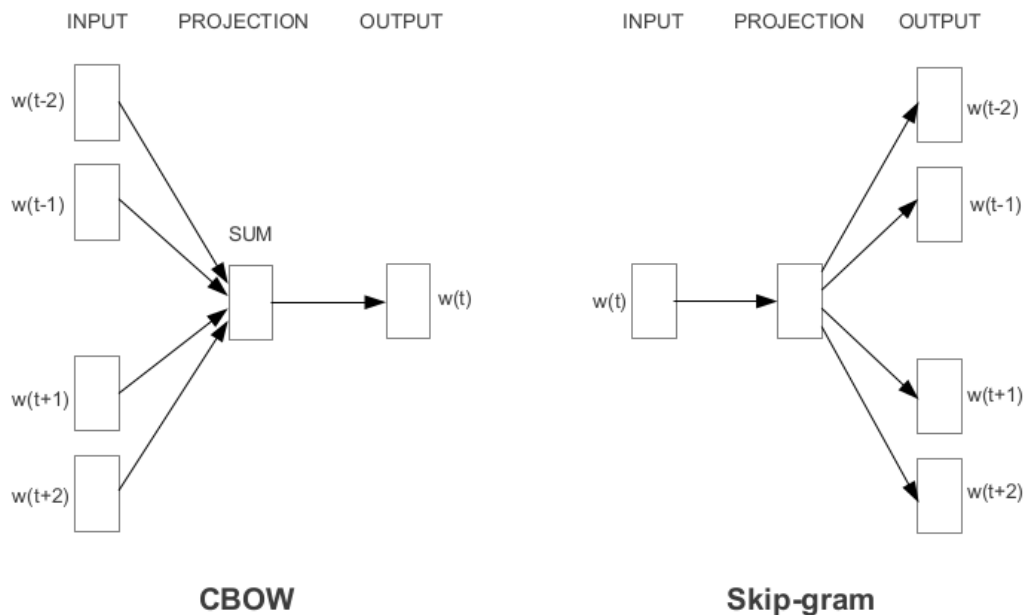 INPUT PROJECTION OUTPUT
w(t-2)
w(t-1)
SUM
w(t)
w(t+1)
w(t+2)
CBOW
INPUT PROJECTION OUTPUT
w(t-2)
w(t-1)
w(t)
w(t+1)
w(t+2)
Skip-gram